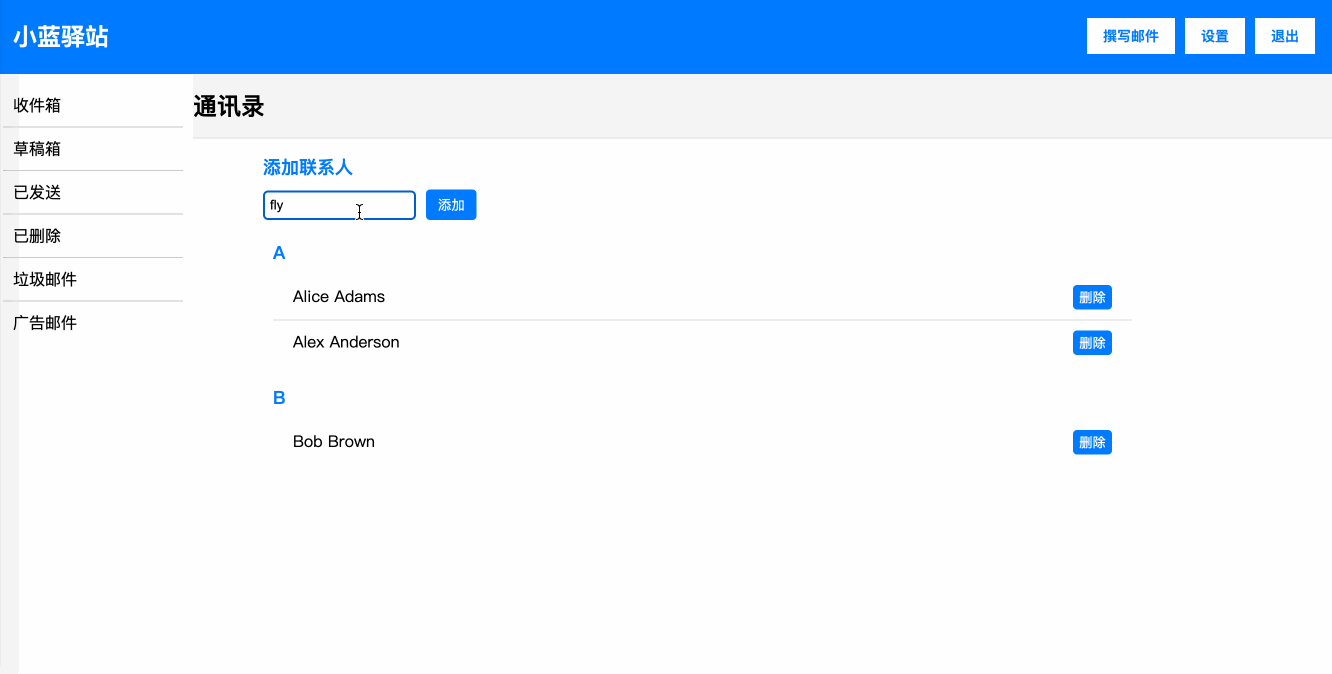 小蓝驿站
撰写邮件 设置 退出
收件箱
草稿箱
已发送
已删除
垃圾邮件
广告邮件
通讯录
添加联系人
fly 添加
A
Alice Adams 删除
Alex Anderson 删除
B
Bob Brown 删除